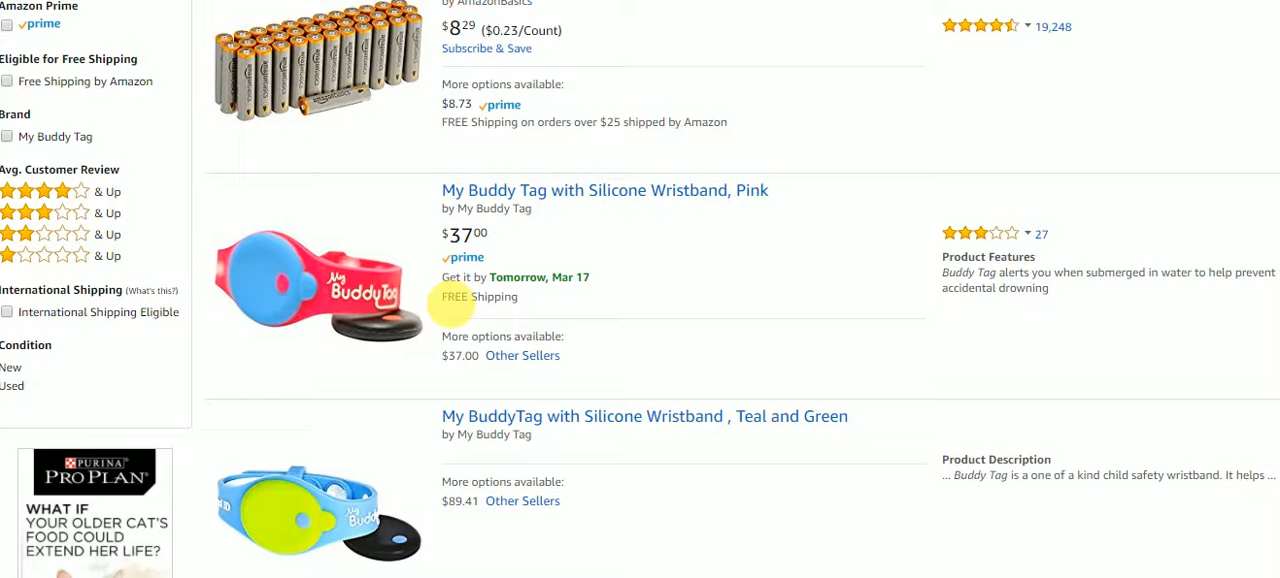 Amazon Prime
prime
Eligible for Free Shipping
Free Shipping by Amazon
Brand
My Buddy Tag
Avg. Customer Review
& Up
& Up
& Up
& Up
International Shipping (What's this?)
International Shipping Eligible
Condition
New
Used
PURINA
PRO PLAN
WHAT IF
YOUR OLDER CAT'S
FOOD COULD
EXTEND HER LIFE?
by AmazonBasics
$8 29 ($0.23/Count)
Subscribe & Save
More options available:
$8.73 prime
FREE Shipping on orders over $25 shipped by Amazon
19,248
My Buddy Tag with Silicone Wristband, Pink
by My Buddy Tag
$37 00
prime
Get it by Tomorrow, Mar 17
FREE Shipping
More options available:
$37.00 Other Sellers
27
Product Features
Buddy Tag alerts you when submerged in water to help prevent
accidental drowning
My
BuddyTag
My BuddyTag with Silicone Wristband , Teal and Green
by My Buddy Tag
More options available:
$89.41 Other Sellers
Product Description
... Buddy Tag is a one of a kind child safety wristband. It helps ...
My
Buddy